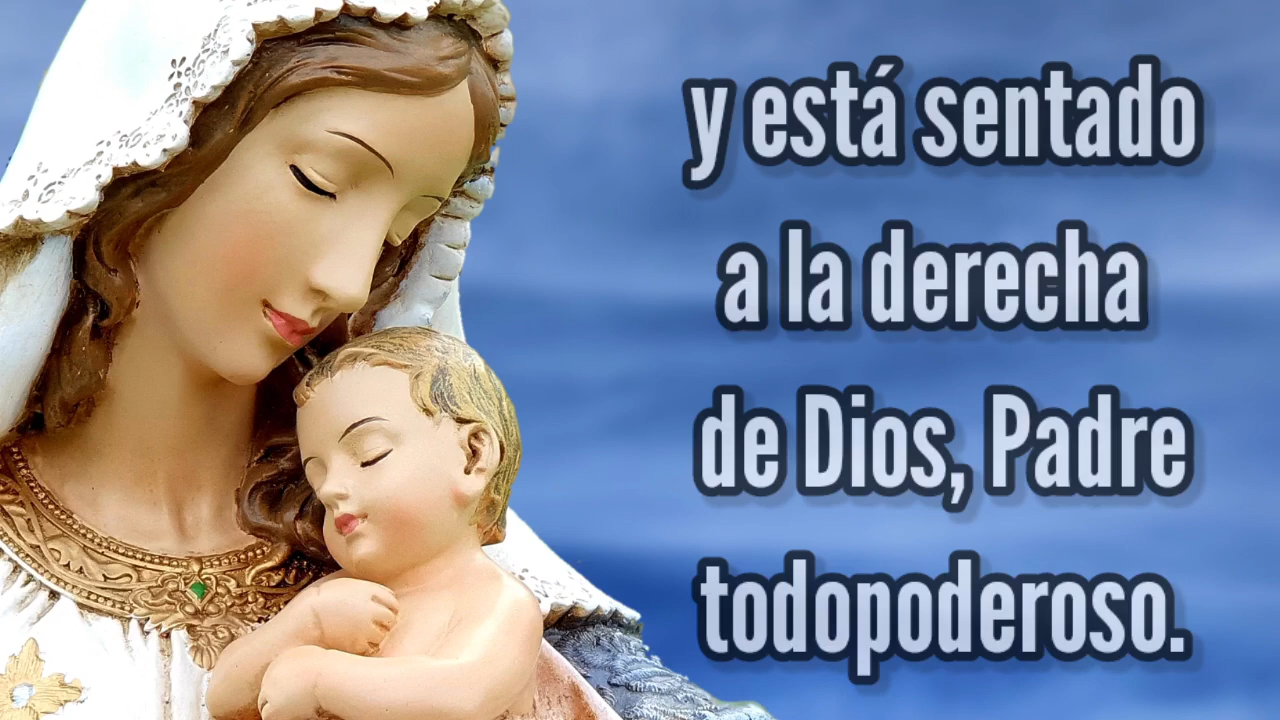 y está sentado
a la derecha
de Dios, Padre
todopoderoso.